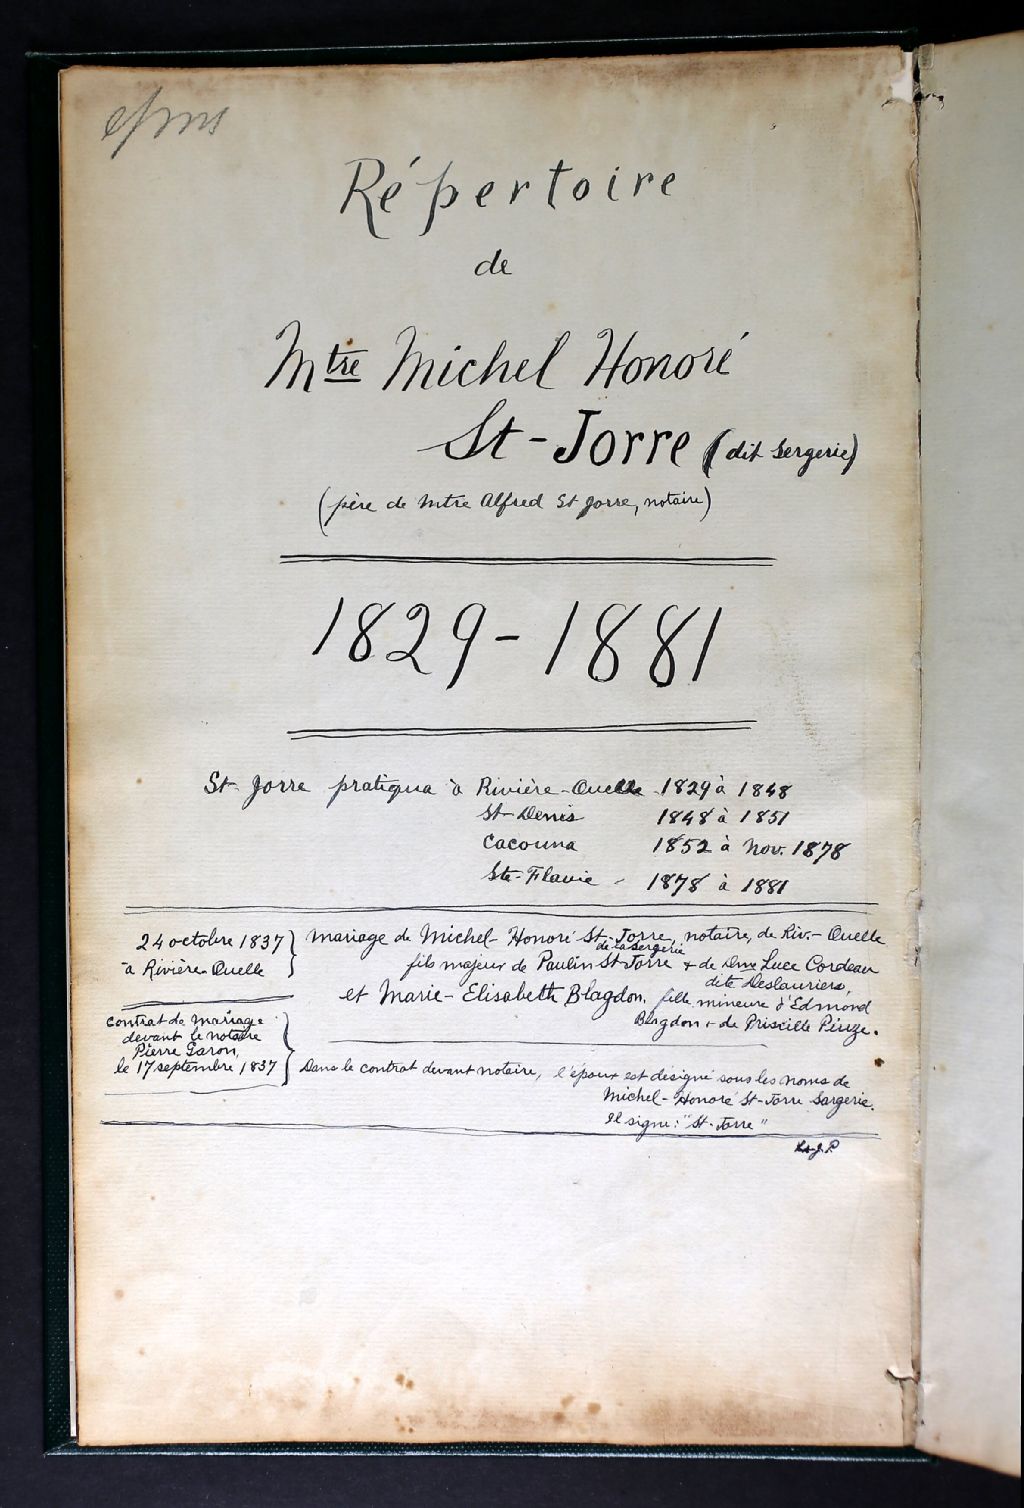 Répertoire
de
Mtre Michel Honoré
St-Jorre (dit Sergerie)
(père de Mtre Alfred St Jorre, notaire)
1829-1881
St-Jorre pratiqua à Rivière-Ouelle 1829 à 1848
St-Denis 1848 à 1851
Cacouna 1852 à Nov. 1878
Ste-Flavie - 1878 à 1881
24 octobre 1837
à Rivière-Ouelle
Mariage de Michel-Honoré St-Jorre, notaire, de Riv.-Ouelle
de la Sergerie
fils majeur de Paulin St Jorre & de Dme Luce Cordeau
dite Deslauriers,
et Marie-Elisabeth Blagdon, fille mineure d'Edmond
Blagdon & de Priscille Pinze.
Contrat de Mariage
devant le notaire
Pierre Garon,
le 17 septembre 1837
Dans le contrat devant notaire, l'époux est désigné sous les noms de
Michel-Honoré St-Jorre Sargerie.
Il signe: "St-Jorre"